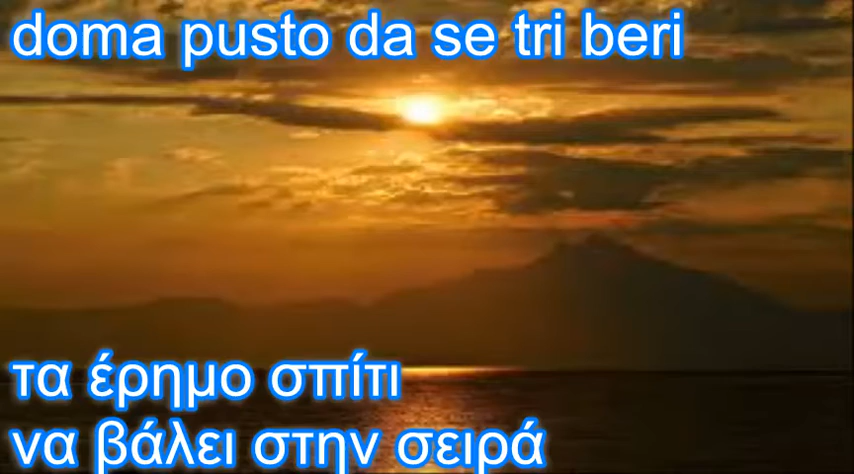 doma pusto da se tri beri
τα έρημο σπίτι
να βάλει στην σειρά